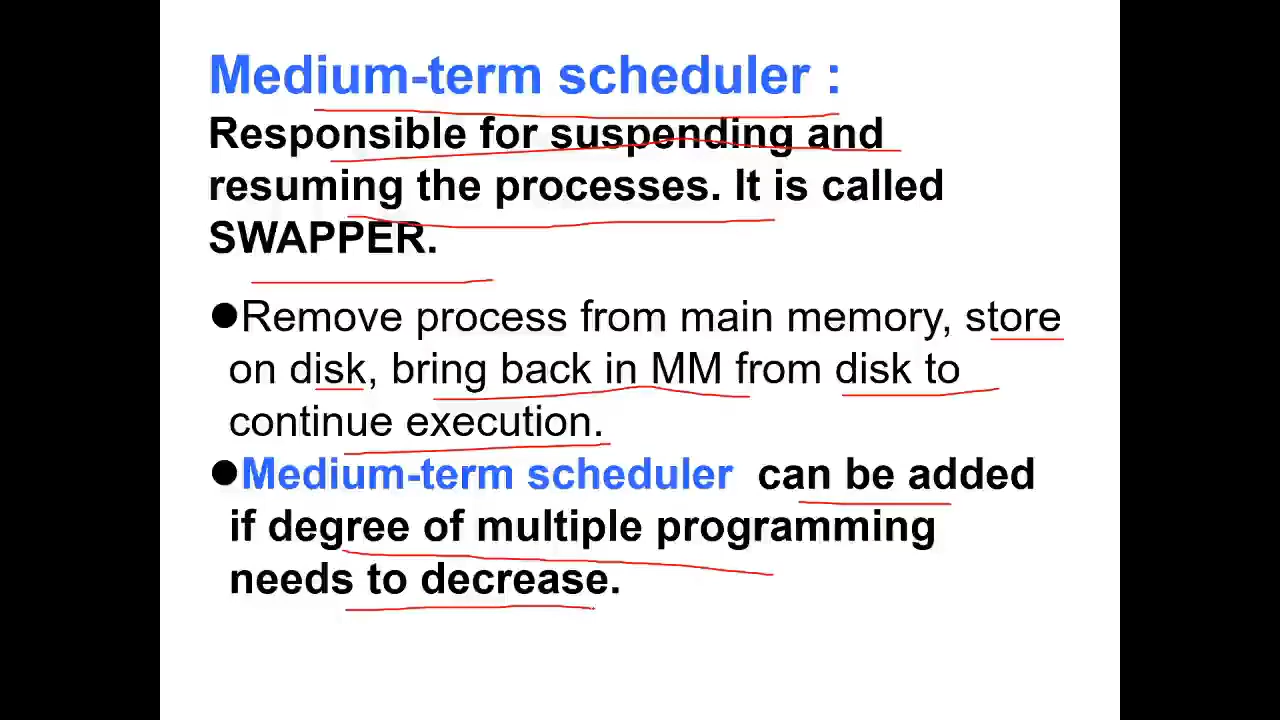 Medium-term scheduler :
Responsible for suspending and
resuming the processes. It is called
SWAPPER.
●Remove process from main memory, store
on disk, bring back in MM from disk to
continue execution.
●Medium-term scheduler can be added
if degree of multiple programming
needs to decrease.